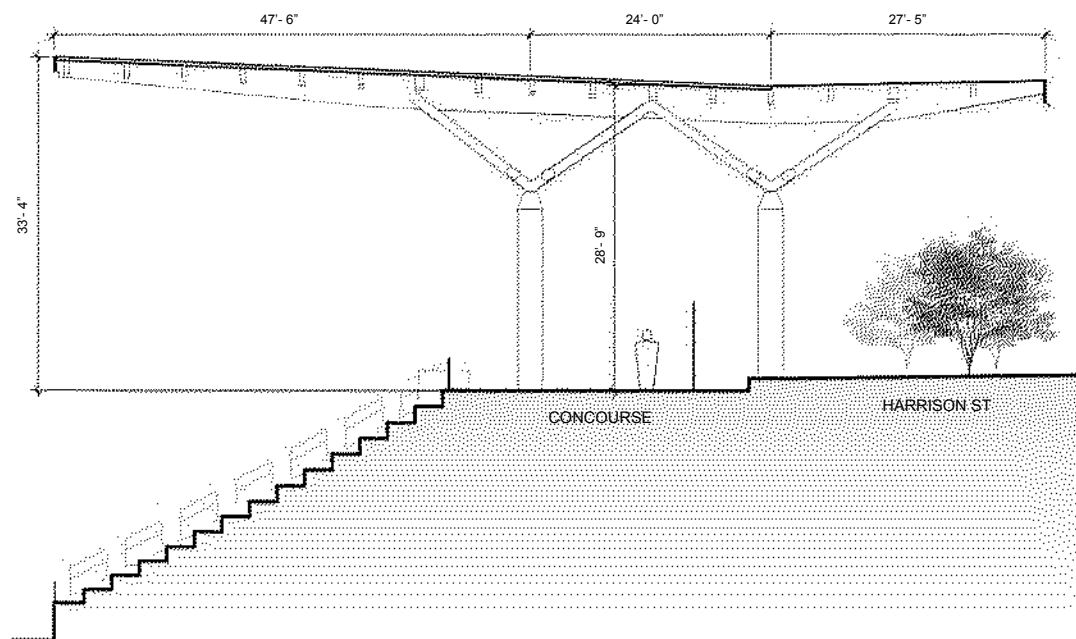 47'- 6"
24'- 0"
27'- 5"
33'- 4"
28'- 9"
CONCOURSE
HARRISON ST